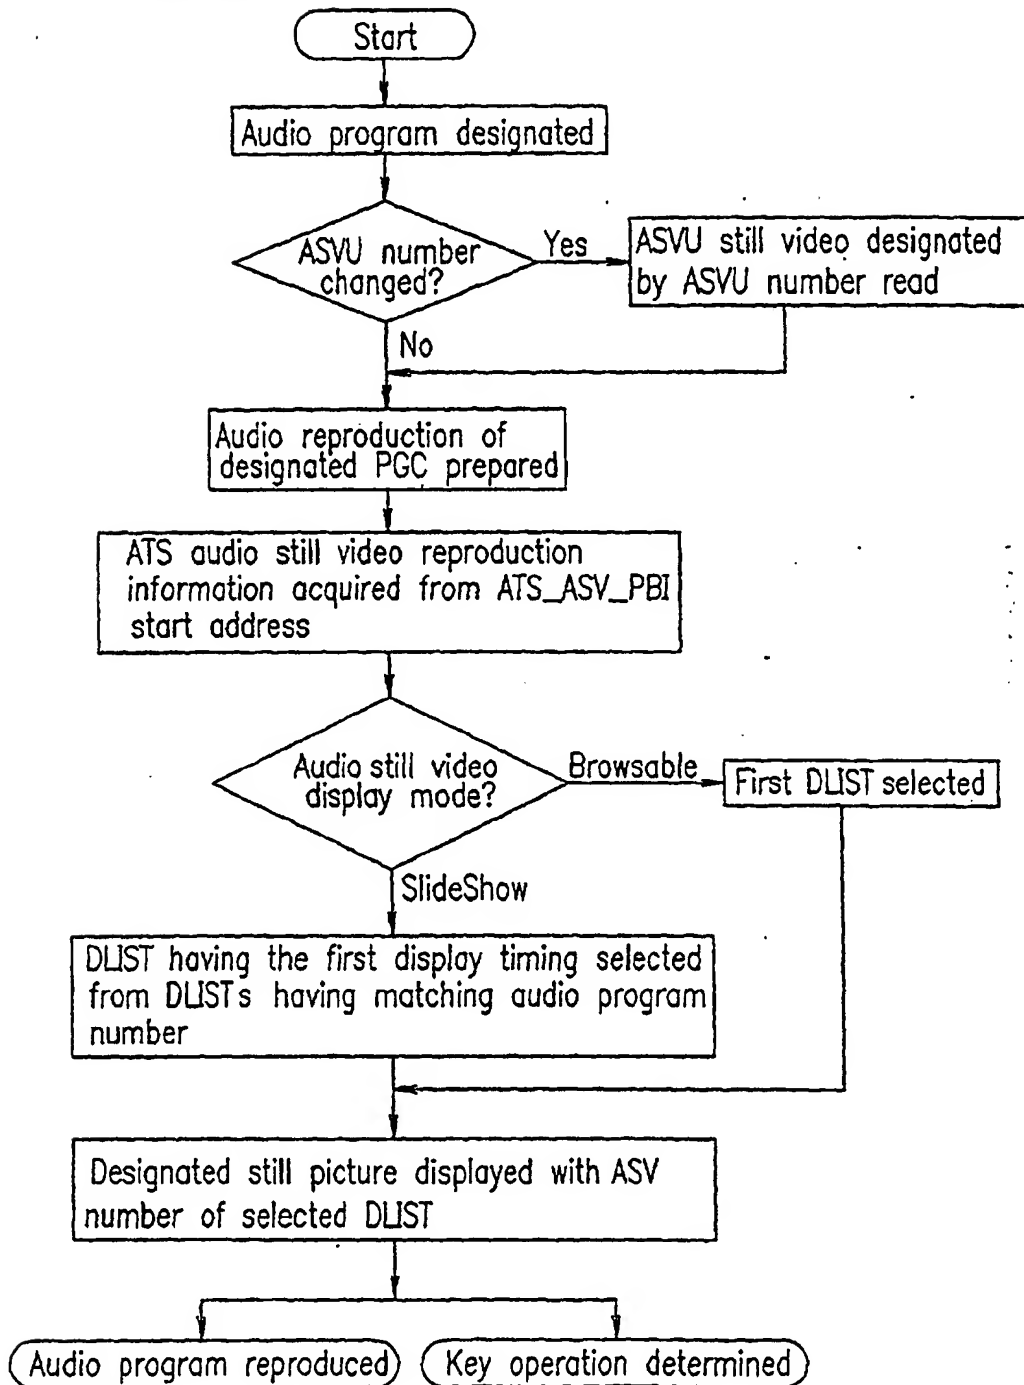 Start
Audio program designated
ASVU number
changed?
Yes
ASVU still video designated
by ASVU number read
No
Audio reproduction of
designated PGC prepared
ATS audio still video reproduction
information acquired from ATS_ASV_PBI
start address
Audio still video
display mode?
Browsable
First DLIST selected
SlideShow
DLIST having the first display timing selected
from DLISTs having matching audio program
number
Designated still picture displayed with ASV
number of selected DLIST
Audio program reproduced
Key operation determined